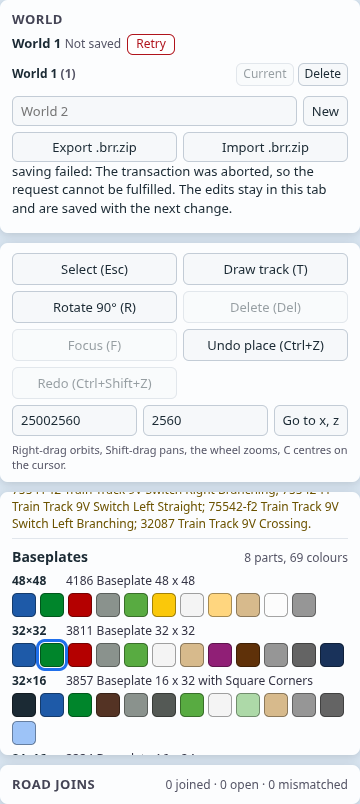 WORLD
World 1 Not saved Retry
World 1 (1) Current Delete
World 2 New
Export .brr.zip Import .brr.zip
saving failed: The transaction was aborted, so the
request cannot be fulfilled. The edits stay in this tab
and are saved with the next change.
Select (Esc) Draw track (T)
Rotate 90° (R) Delete (Del)
Focus (F) Undo place (Ctrl+Z)
Redo (Ctrl+Shift+Z)
25002560 2560 Go to x, z
Right-drag orbits, Shift-drag pans, the wheel zooms, C centres on
the cursor.
Train Track 9V Switch Left Straight; 75542-f2 Train Track 9V
Switch Left Branching; 32087 Train Track 9V Crossing.
Baseplates 8 parts, 69 colours
48×48 4186 Baseplate 48 x 48
32×32 3811 Baseplate 32 x 32
32×16 3857 Baseplate 16 x 32 with Square Corners
ROAD JOINS 0 joined · 0 open · 0 mismatched